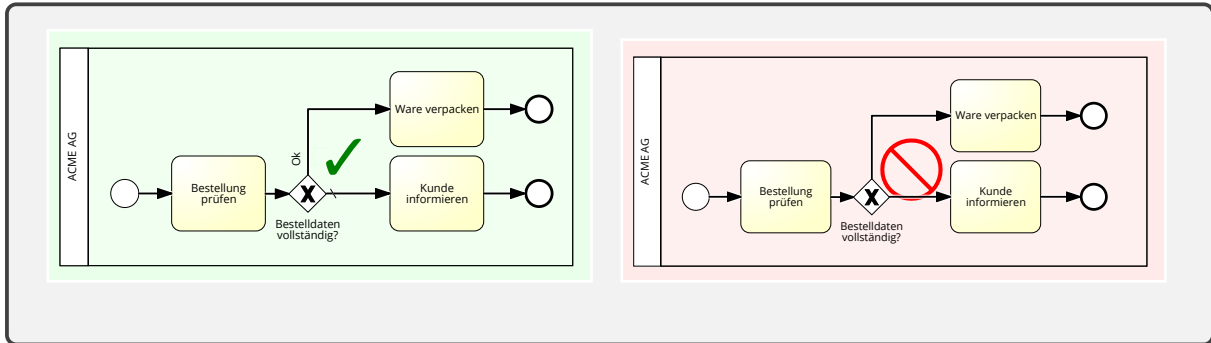 ACME AG
Ware verpacken
Ok
Bestellung
prüfen
X
Kunde
informieren
Bestelldaten
vollständig?
ACME AG
Ware verpacken
Bestellung
prüfen
X
Kunde
informieren
Bestelldaten
vollständig?